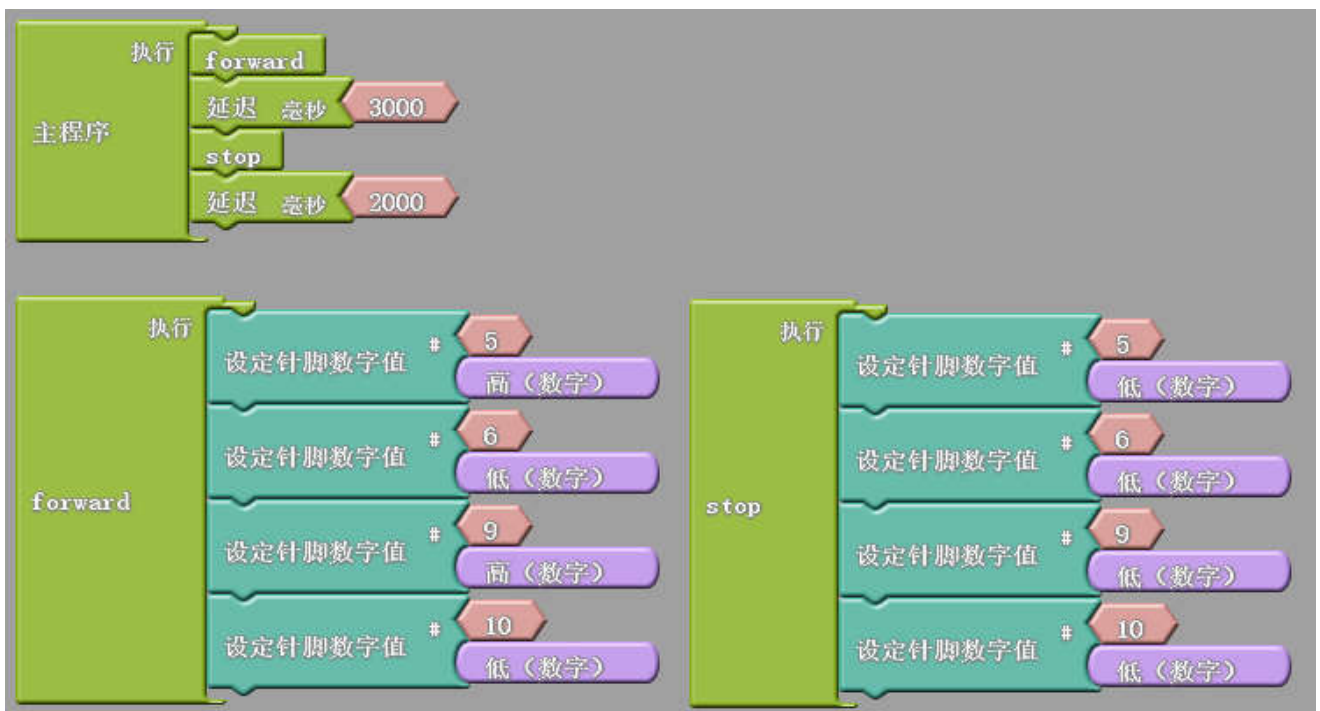 执行
forward
延迟 毫秒 3000
主程序
stop
延迟 毫秒 2000
执行
设定针脚数字值 # 5
高（数字）
设定针脚数字值 # 6
低（数字）
forward
设定针脚数字值 # 9
高（数字）
设定针脚数字值 # 10
低（数字）
执行
设定针脚数字值 # 5
低（数字）
设定针脚数字值 # 6
低（数字）
stop
设定针脚数字值 # 9
低（数字）
设定针脚数字值 # 10
低（数字）